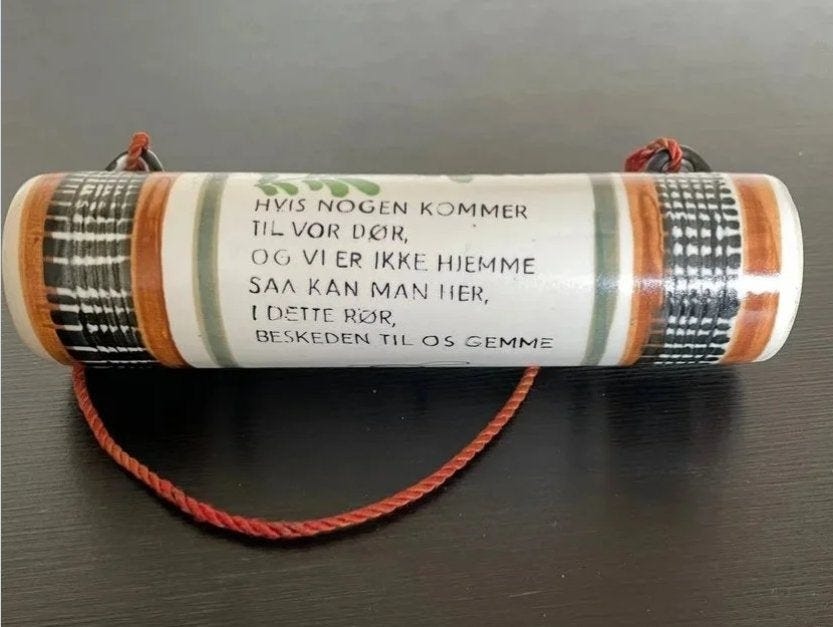 HVIS NOGEN KOMMER
TIL VOR DØR,
OG VI ER IKKE HJEMME
SAA KAN MAN HER,
I DETTE RØR,
BESKEDEN TIL OS GEMME